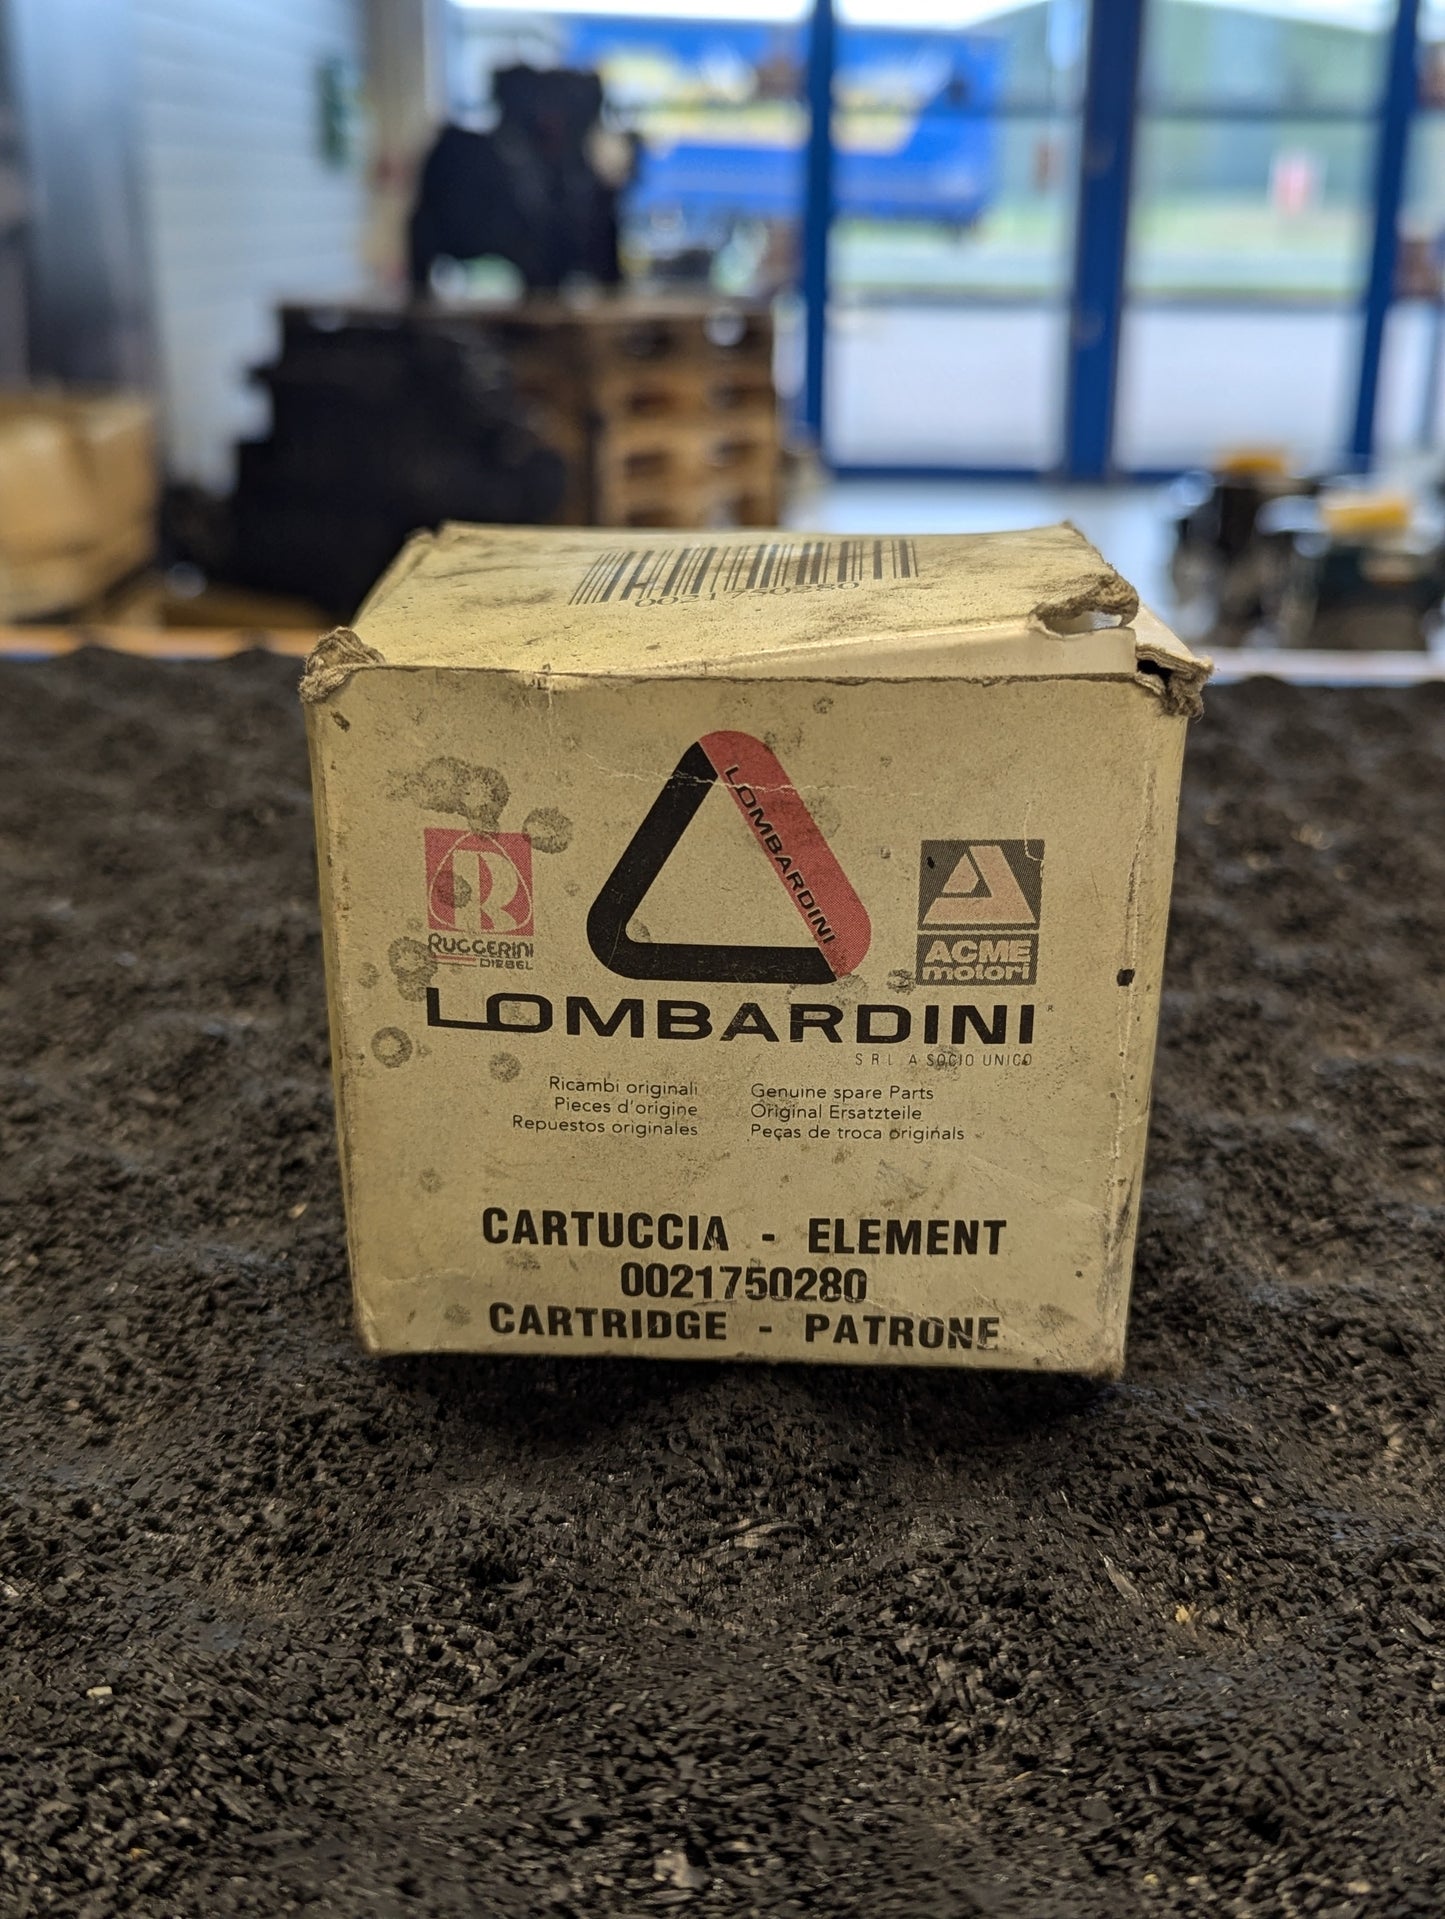 0021750280
LOMBARDINI
RUGGERINI
DIESEL
ACME
motori
LOMBARDINI®
SRL A SOCIO UNICO
Ricambi originali
Pieces d'origine
Repuestos originales
Genuine spare Parts
Original Ersatzteile
Peças de troca originals
CARTUCCIA - ELEMENT
0021750280
CARTRIDGE - PATRONE